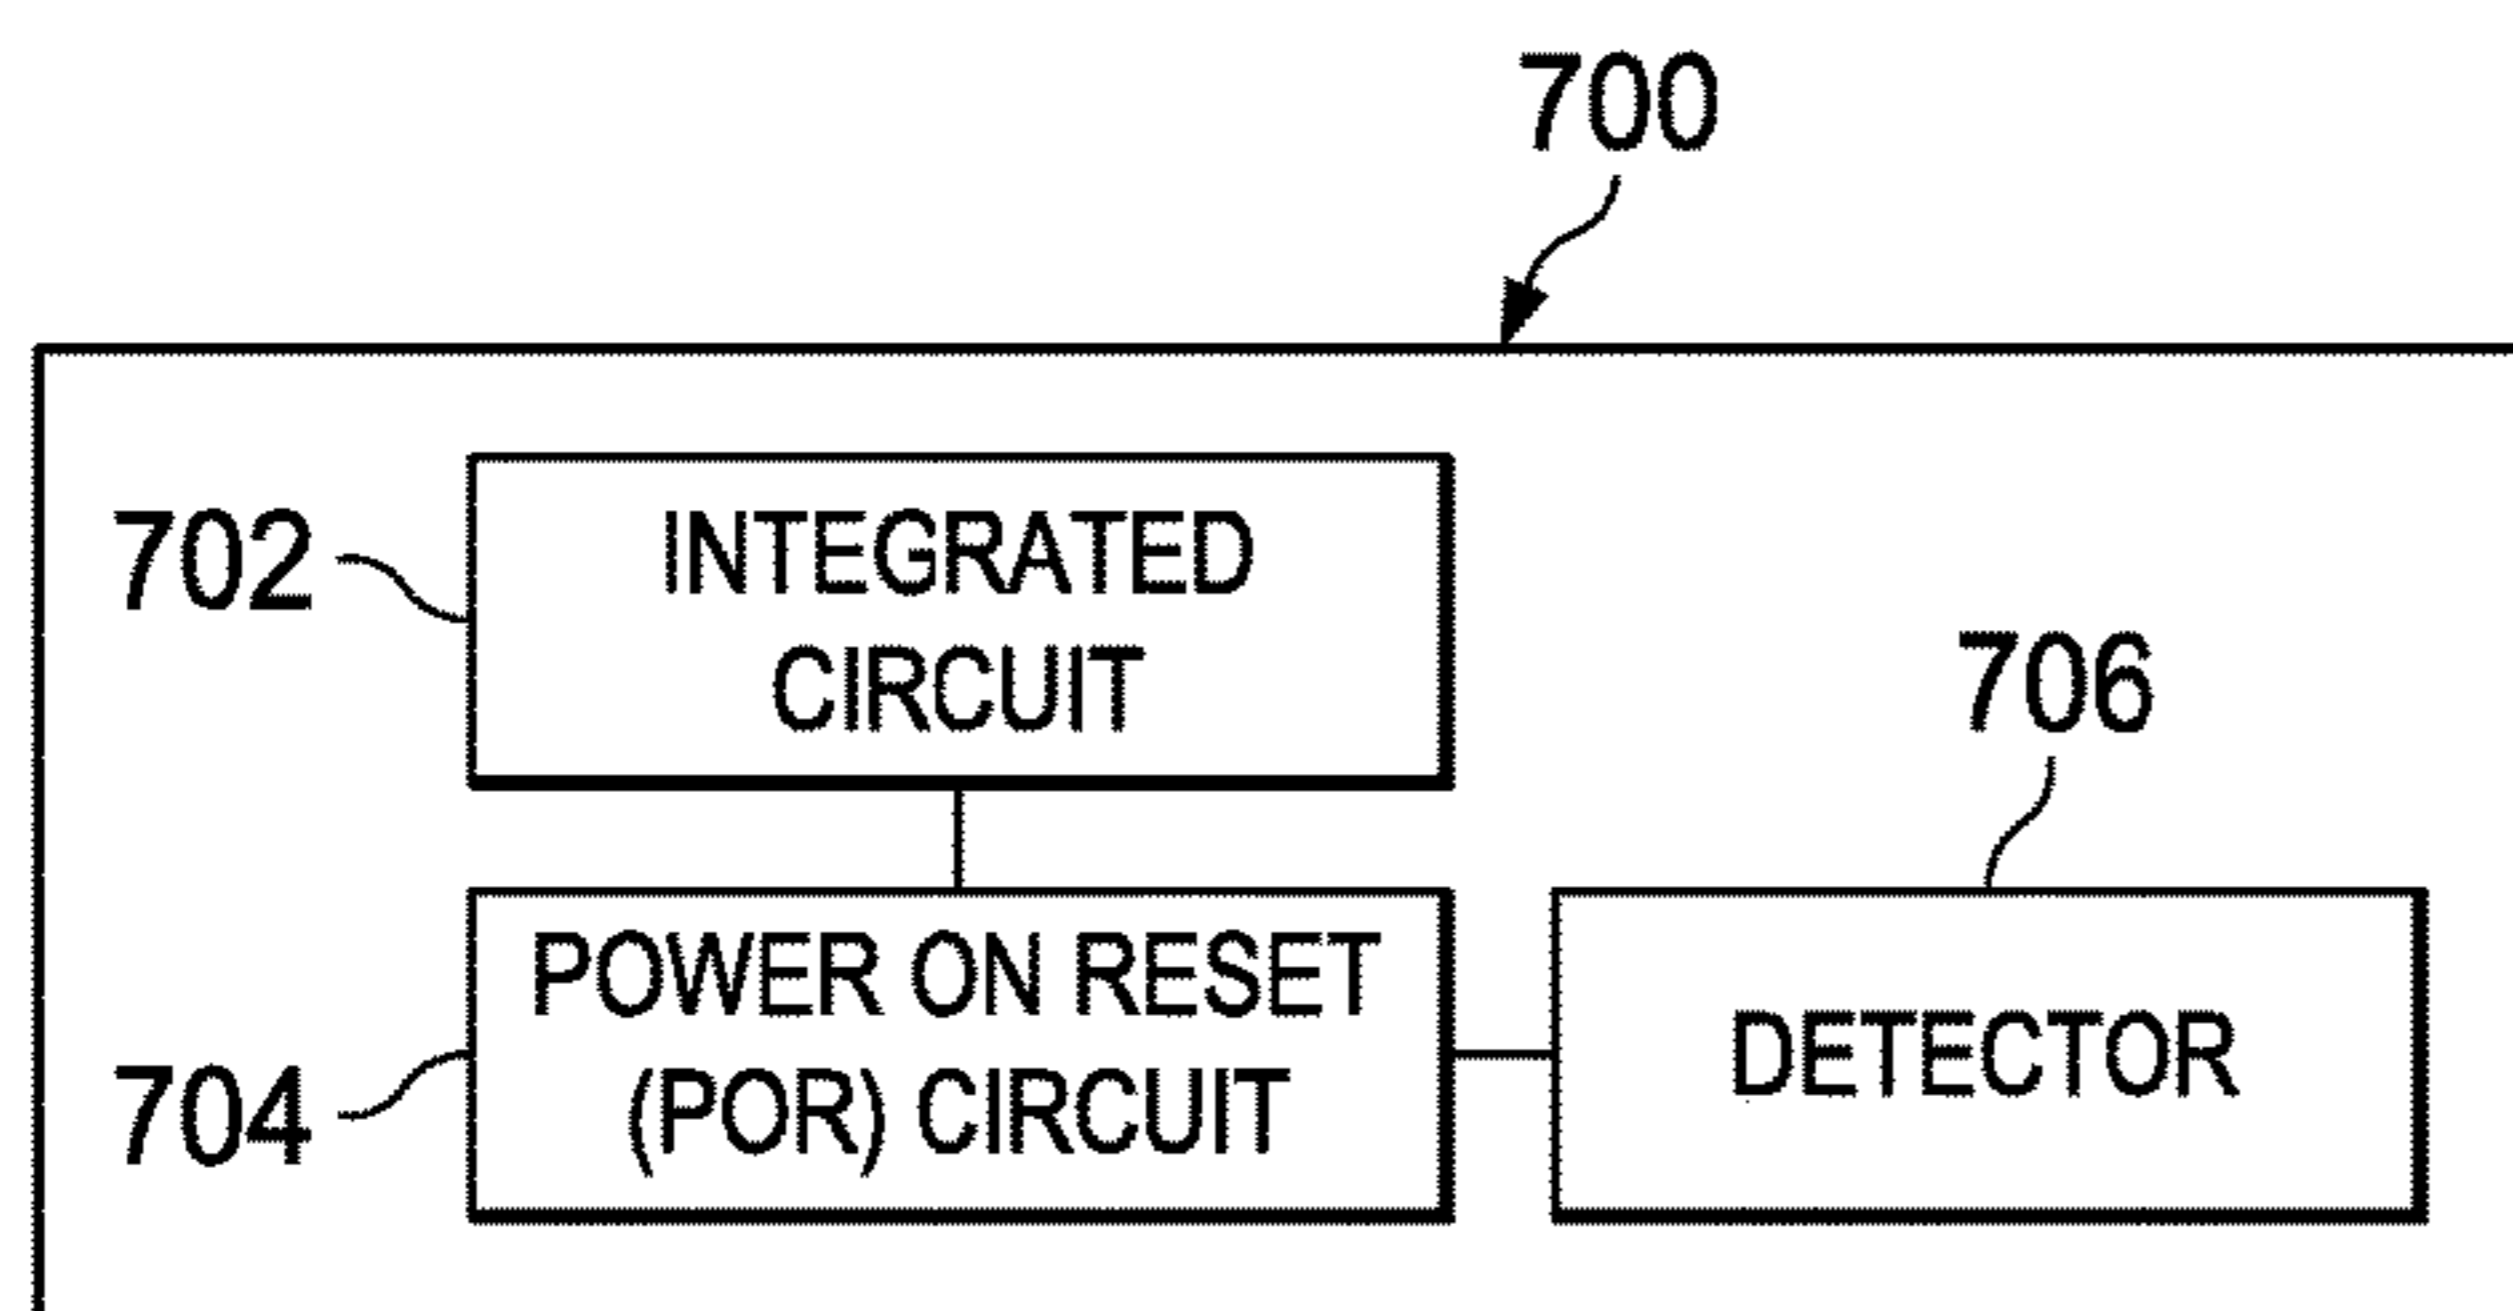 700
702
INTEGRATED
CIRCUIT
706
704
POWER ON RESET
(POR) CIRCUIT
DETECTOR